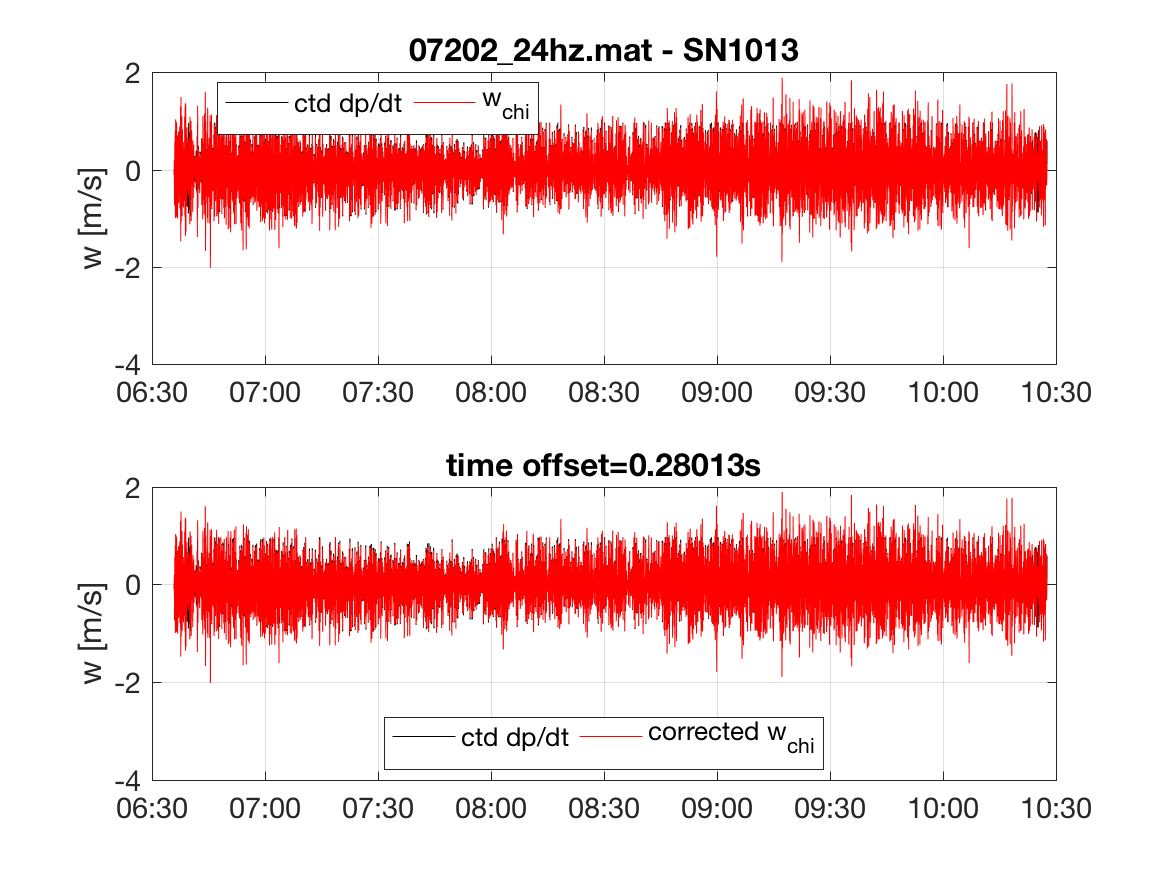 07202_24hz.mat - SN1013
2
ctd dp/dt
w_chi
0
w [m/s]
-2
-4
06:30 07:00 07:30 08:00 08:30 09:00 09:30 10:00 10:30
time offset=0.28013s
2
0
w [m/s]
-2
ctd dp/dt
corrected w_chi
-4
06:30 07:00 07:30 08:00 08:30 09:00 09:30 10:00 10:30